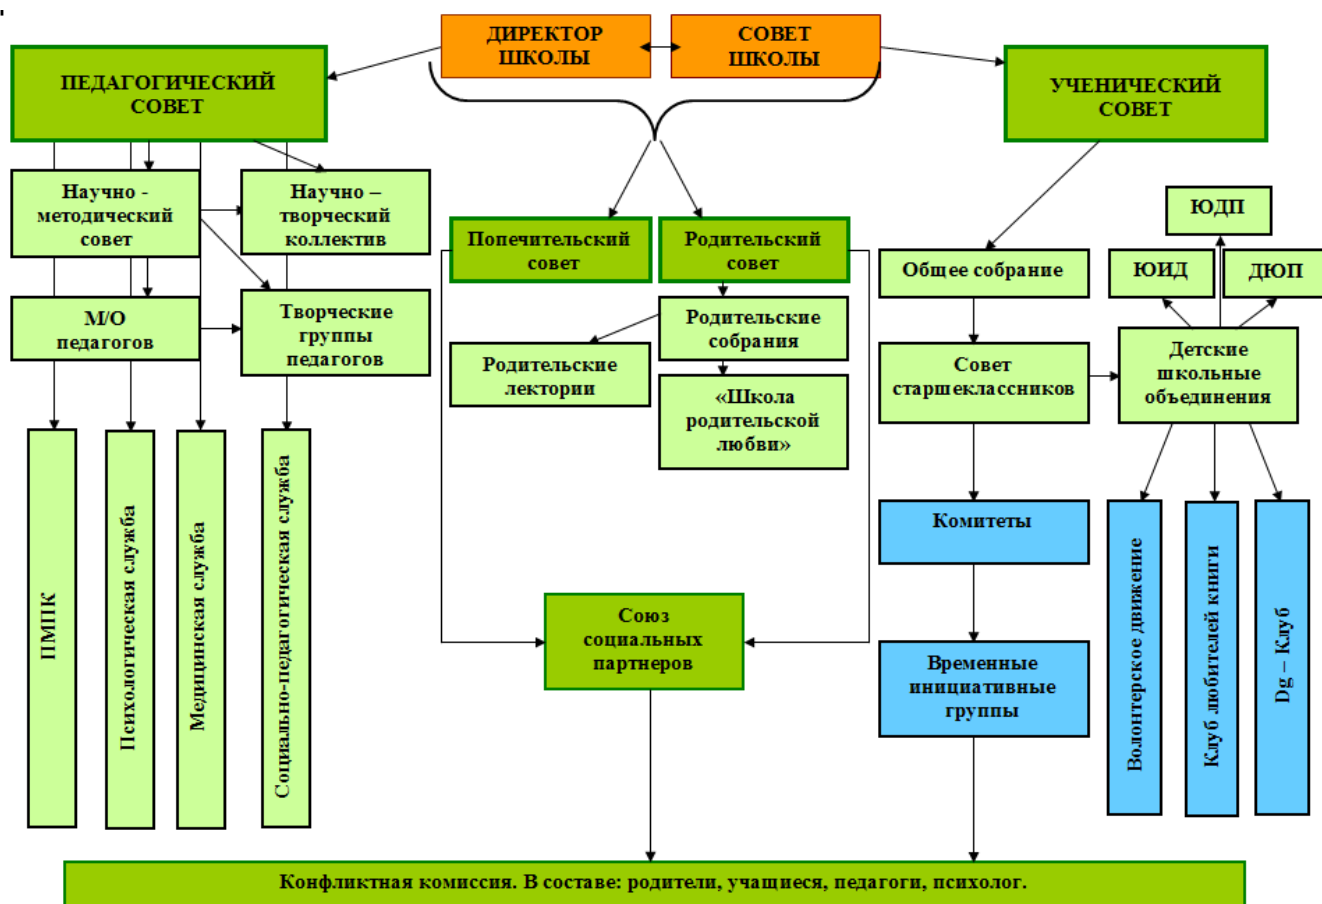 ДИРЕКТОР
ШКОЛЫ
СОВЕТ
ШКОЛЫ
ПЕДАГОГИЧЕСКИЙ
СОВЕТ
УЧЕНИЧЕСКИЙ
СОВЕТ
Научно -
методический
совет
Научно –
творческий
коллектив
М/О
педагогов
Творческие
группы
педагогов
ПМПК
Психологическая служба
Медицинская служба
Социально-педагогическая служба
Попечительский
совет
Родительский
совет
Родительские
собрания
Родительские
лектории
«Школа
родительской
любви»
Союз
социальных
партнеров
Общее собрание
Совет
старшеклассников
Комитеты
Временные
инициативные
группы
ЮДП
ЮИД
ДЮП
Детские
школьные
объединения
Волонтерское движение
Клуб любителей книги
Dg – Клуб
Конфликтная комиссия. В составе: родители, учащиеся, педагоги, психолог.